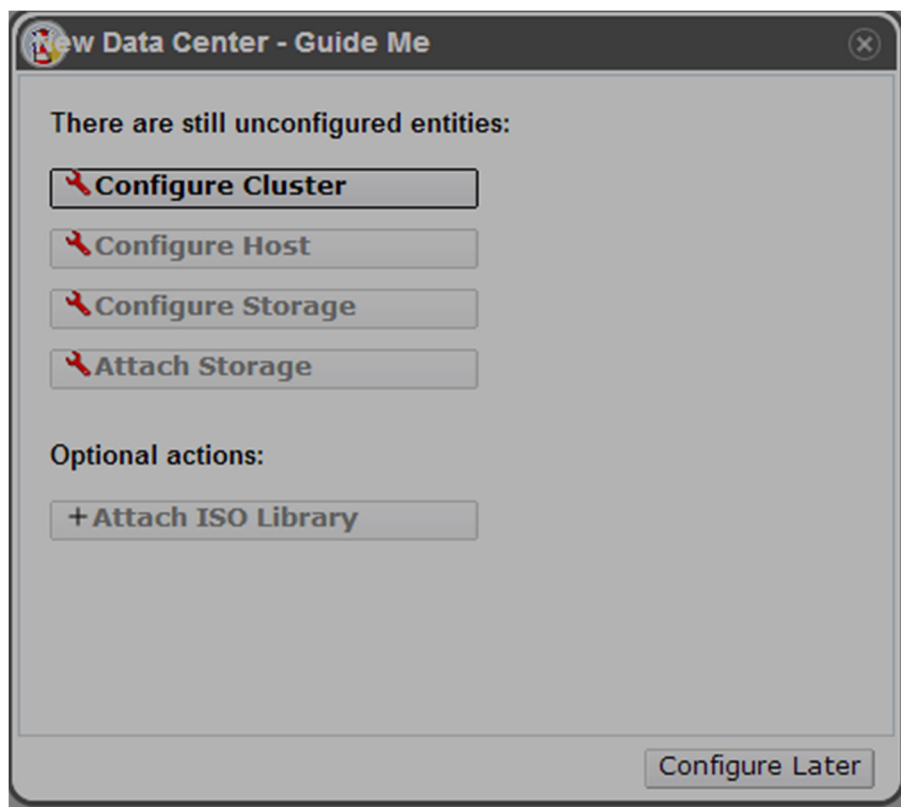 New Data Center - Guide Me
There are still unconfigured entities:
Configure Cluster
Configure Host
Configure Storage
Attach Storage
Optional actions:
+Attach ISO Library
Configure Later